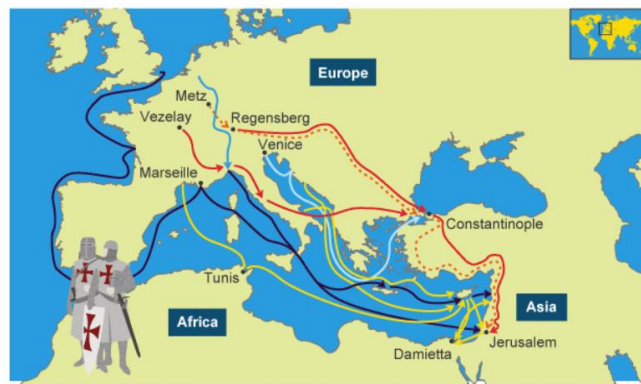 Europe
Metz
Vezelay
Regensberg
Venice
Marseille
Constantinople
Tunis
Africa
Asia
Damietta
Jerusalem